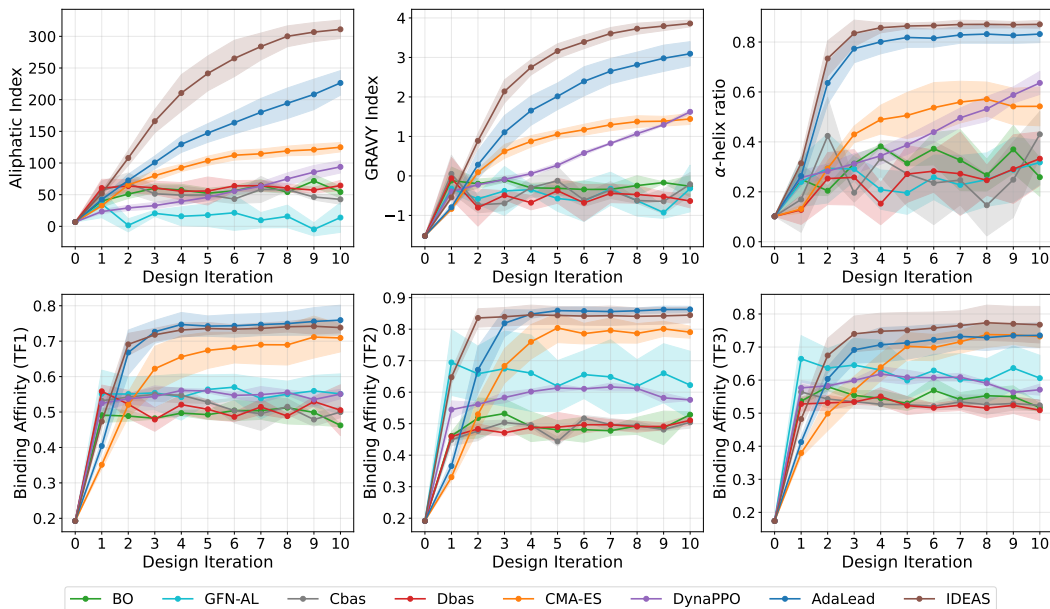 Aliphatic Index
300
250
200
150
100
50
0
0 1 2 3 4 5 6 7 8 9 10
Design Iteration
GRAVY Index
4
3
2
1
0
−1
0 1 2 3 4 5 6 7 8 9 10
Design Iteration
α-helix ratio
0.8
0.6
0.4
0.2
0.0
0 1 2 3 4 5 6 7 8 9 10
Design Iteration
Binding Affinity (TF1)
0.8
0.7
0.6
0.5
0.4
0.3
0.2
0 1 2 3 4 5 6 7 8 9 10
Design Iteration
Binding Affinity (TF2)
0.9
0.8
0.7
0.6
0.5
0.4
0.3
0.2
0 1 2 3 4 5 6 7 8 9 10
Design Iteration
Binding Affinity (TF3)
0.8
0.7
0.6
0.5
0.4
0.3
0.2
0 1 2 3 4 5 6 7 8 9 10
Design Iteration
BO GFN-AL Cbas Dbas CMA-ES DynaPPO AdaLead IDEAS